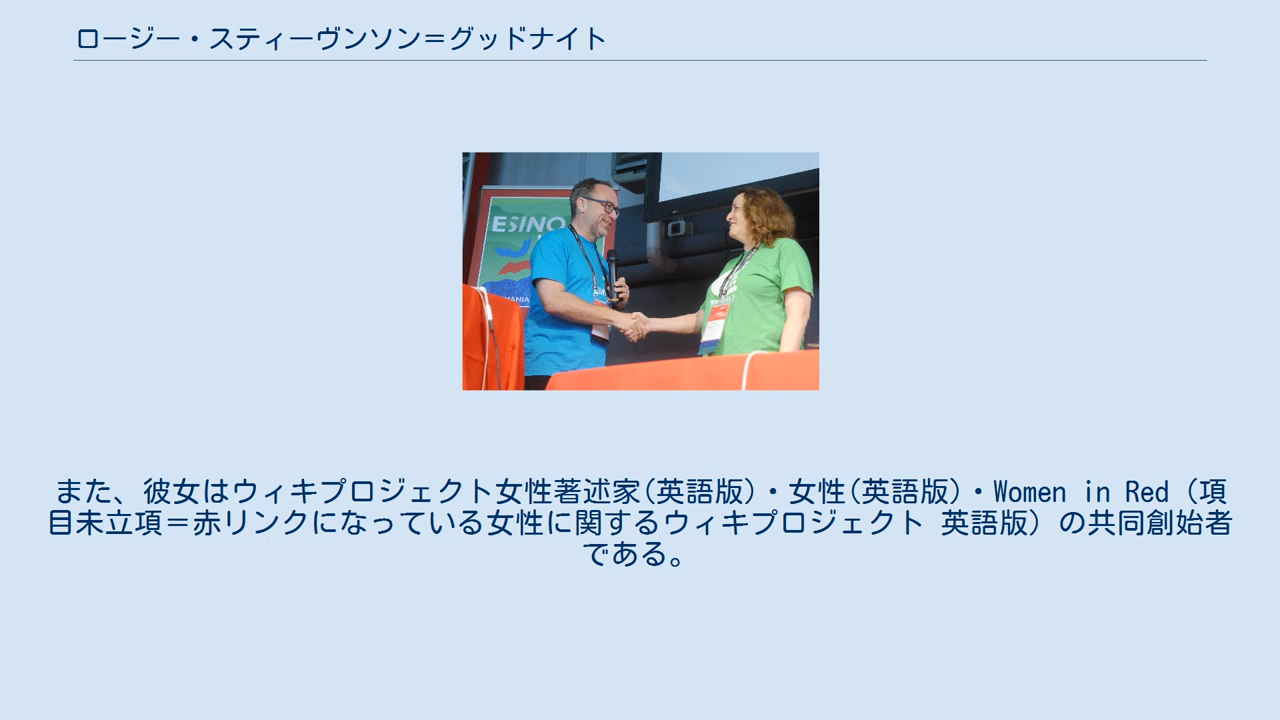 ロージー・スティーヴンソン＝グッドナイト
ESINO
MANIA
また、彼女はウィキプロジェクト女性著述家(英語版)・女性(英語版)・Women in Red（項
目未立項＝赤リンクになっている女性に関するウィキプロジェクト 英語版）の共同創始者
である。